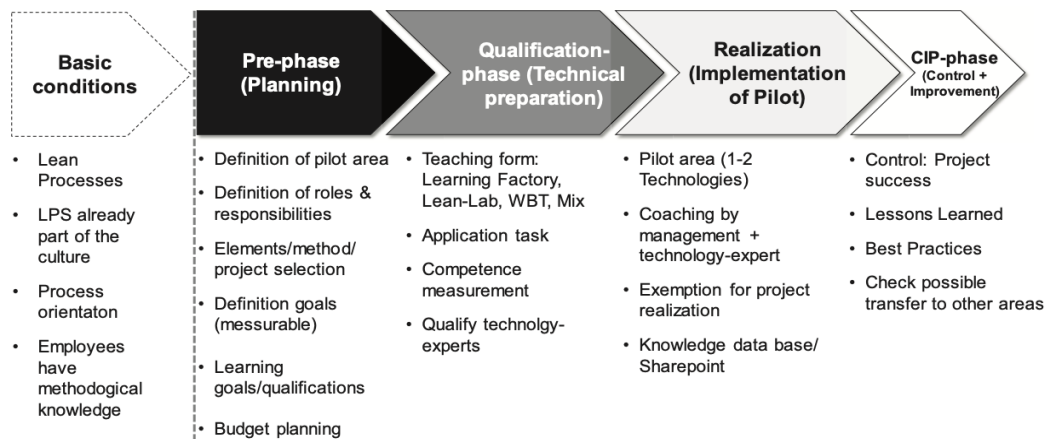 Basic
conditions
Pre-phase
(Planning)
Qualification-
phase (Technical
preparation)
Realization
(Implementation
of Pilot)
CIP-phase
(Control +
Improvement)
• Lean
Processes
• LPS already
part of the
culture
• Process
orientaton
• Employees
have
methodogical
knowledge
• Definition of pilot area
• Definition of roles &
responsibilities
• Elements/method/
project selection
• Definition goals
(messurable)
• Learning
goals/qualifications
• Budget planning
• Teaching form:
Learning Factory,
Lean-Lab, WBT, Mix
• Application task
• Competence
measurement
• Qualify technolgy-
experts
• Pilot area (1-2
Technologies)
• Coaching by
management +
technology-expert
• Exemption for project
realization
• Knowledge data base/
Sharepoint
• Control: Project
success
• Lessons Learned
• Best Practices
• Check possible
transfer to other areas